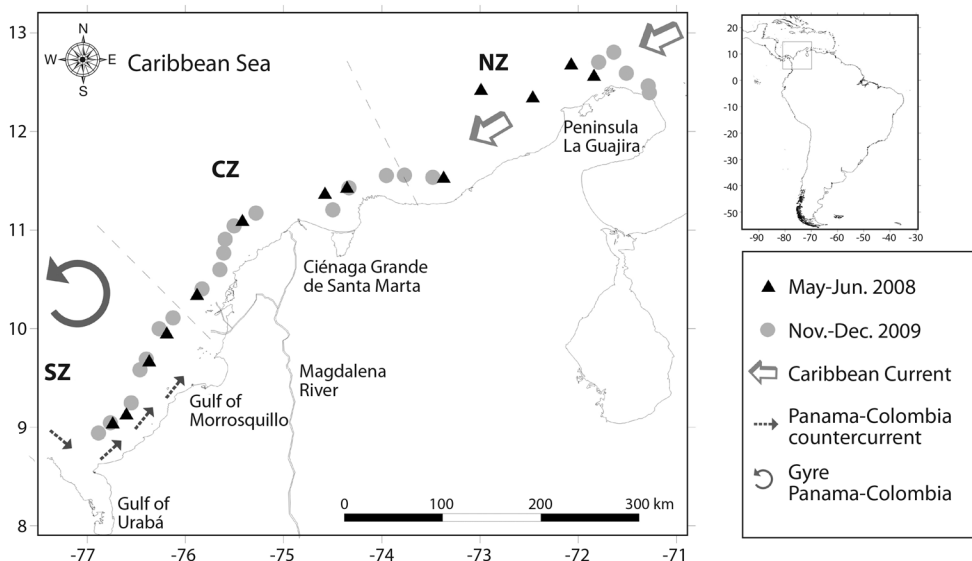 13
12
11
10
9
8
-77
-76
-75
-74
-73
-72
-71
N
W
E
S
Caribbean Sea
NZ
CZ
SZ
Peninsula
La Guajira
Ciénaga Grande
de Santa Marta
Magdalena
River
Gulf of
Morrosquillo
Gulf of
Urabá
0 100 200 300 km
20
10
0
-10
-20
-30
-40
-50
-90 -80 -70 -60 -50 -40 -30
May-Jun. 2008
Nov.-Dec. 2009
Caribbean Current
Panama-Colombia
countercurrent
Gyre
Panama-Colombia